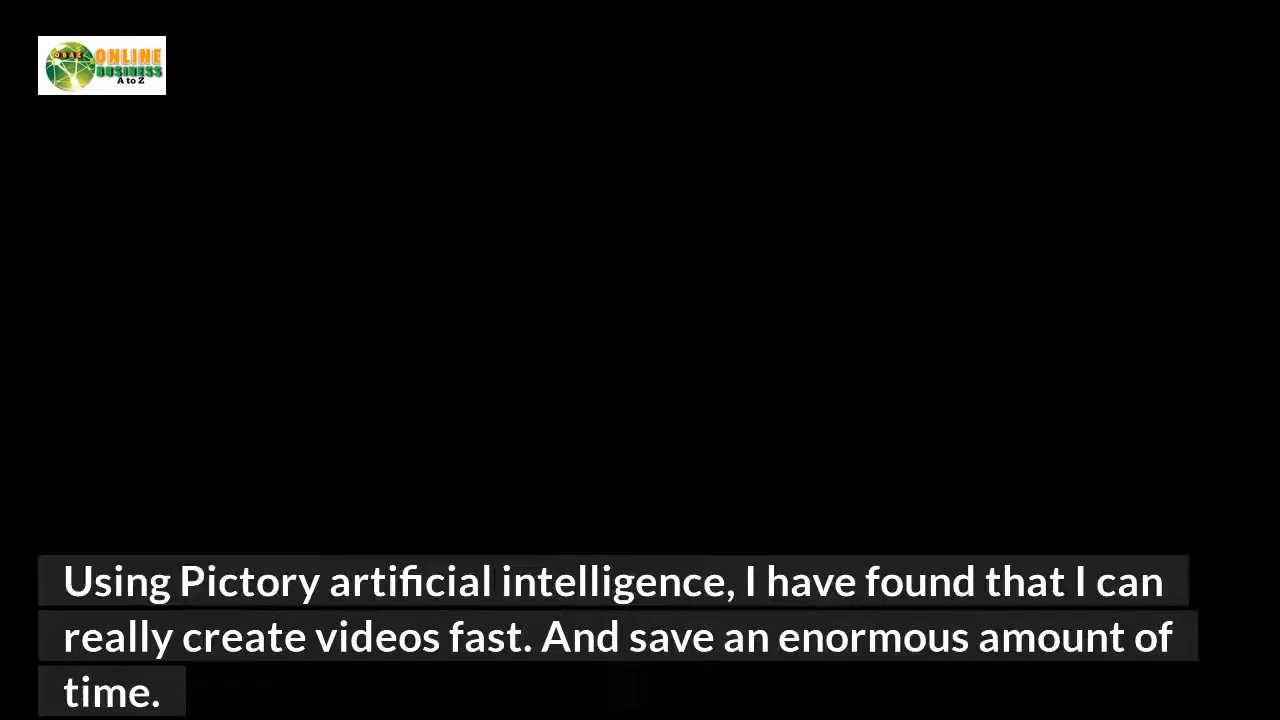 OBAZ
ONLINE
BUSINESS
A to Z
Using Pictory artificial intelligence, I have found that I can
really create videos fast. And save an enormous amount of
time.